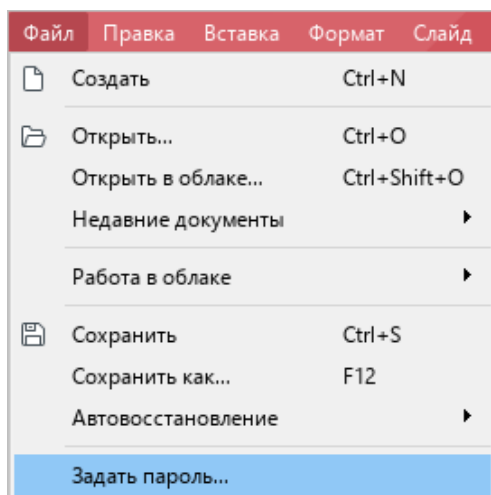 Файл Правка Вставка Формат Слайд
Создать Ctrl+N
Открыть... Ctrl+O
Открыть в облаке... Ctrl+Shift+O
Недавние документы
Работа в облаке
Сохранить Ctrl+S
Сохранить как... F12
Автовосстановление
Задать пароль...